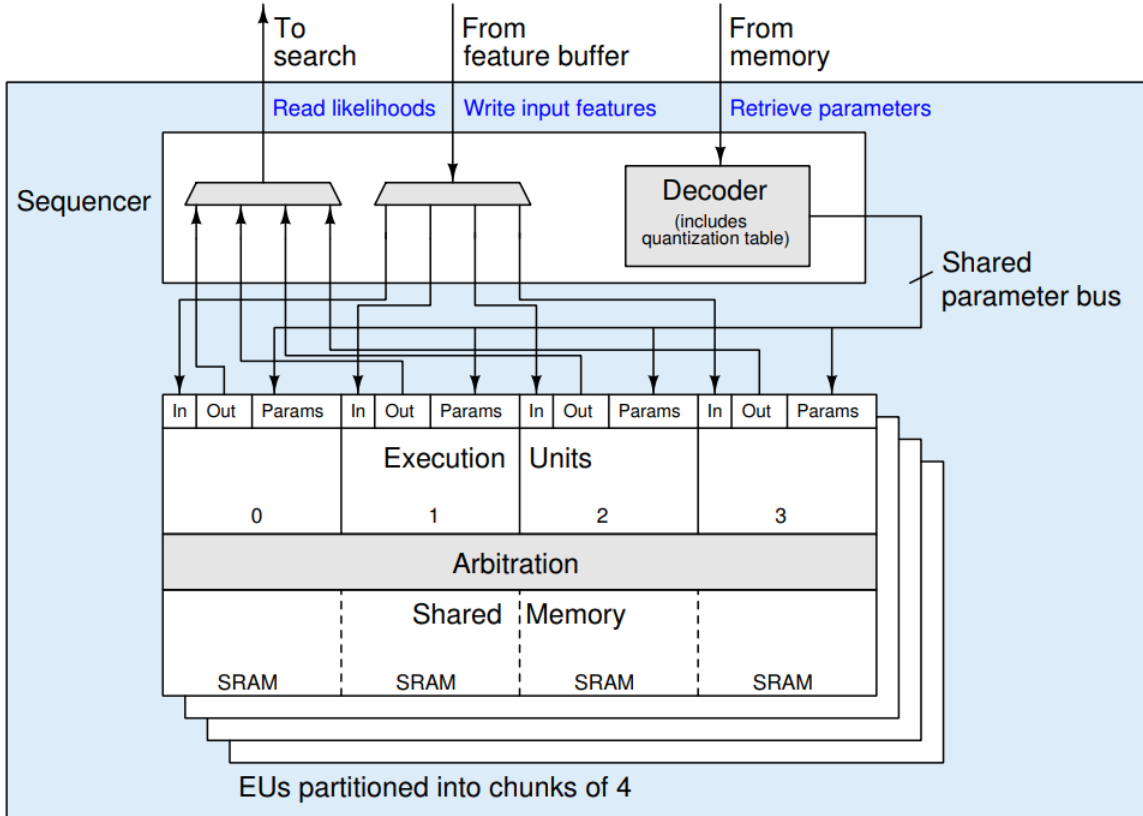 To
search
From
feature buffer
From
memory
Read likelihoods
Write input features
Retrieve parameters
Sequencer
Decoder
(includes
quantization table)
Shared
parameter bus
In Out Params In Out Params In Out Params In Out Params
Execution Units
0 1 2 3
Arbitration
Shared Memory
SRAM SRAM SRAM SRAM
EUs partitioned into chunks of 4